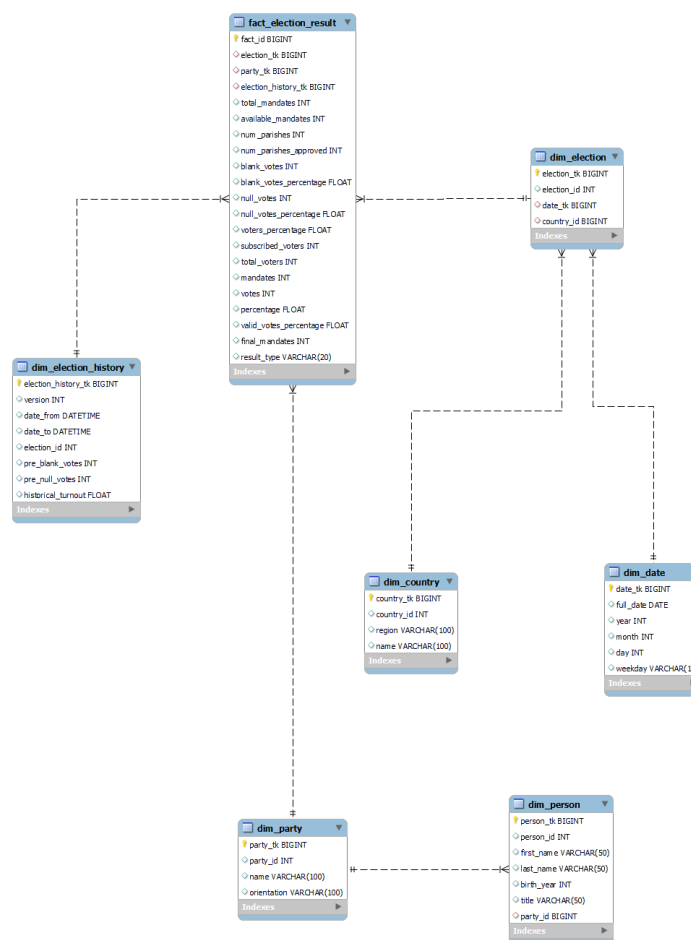 fact_election_result
fact_id BIGINT
election_tk BIGINT
party_tk BIGINT
election_history_tk BIGINT
total_mandates INT
available_mandates INT
num_parishes INT
num_parishes_approved INT
blank_votes INT
blank_votes_percentage FLOAT
null_votes INT
null_votes_percentage FLOAT
voters_percentage FLOAT
subscribed_voters INT
total_voters INT
mandates INT
votes INT
percentage FLOAT
valid_votes_percentage FLOAT
final_mandates INT
result_type VARCHAR(20)
Indexes
dim_election
election_tk BIGINT
election_id INT
date_tk BIGINT
country_id BIGINT
Indexes
dim_election_history
election_history_tk BIGINT
version INT
date_from DATETIME
date_to DATETIME
election_id INT
pre_blank_votes INT
pre_null_votes INT
historical_turnout FLOAT
Indexes
dim_country
country_tk BIGINT
country_id INT
region VARCHAR(100)
name VARCHAR(100)
Indexes
dim_date
date_tk BIGINT
full_date DATE
year INT
month INT
day INT
weekday VARCHAR(1
Indexes
dim_party
party_tk BIGINT
party_id INT
name VARCHAR(100)
orientation VARCHAR(100)
Indexes
dim_person
person_tk BIGINT
person_id INT
first_name VARCHAR(50)
last_name VARCHAR(50)
birth_year INT
title VARCHAR(50)
party_id BIGINT
Indexes